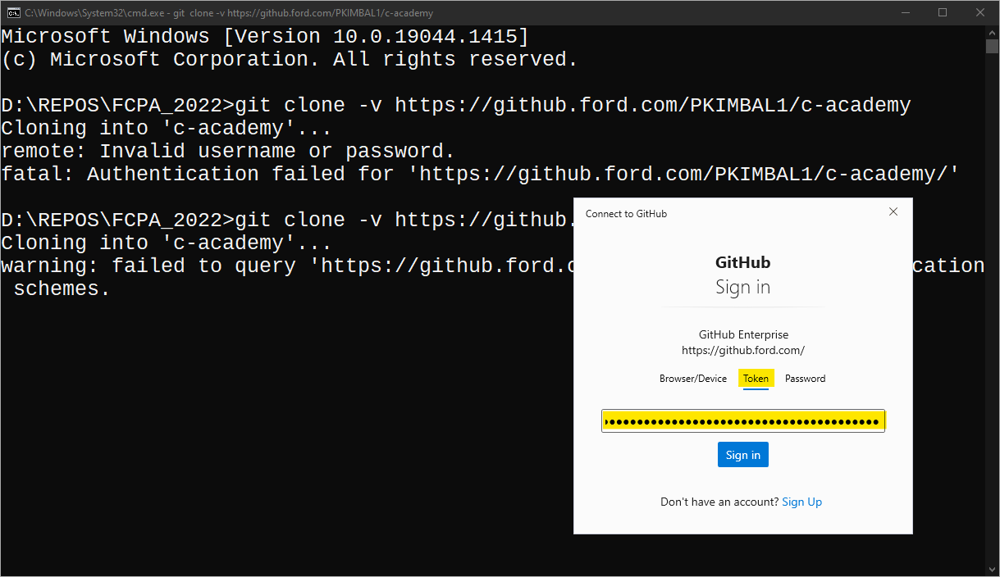 C:\Windows\System32\cmd.exe - git  clone -v https://github.ford.com/PKIMBAL1/c-academy
Microsoft Windows [Version 10.0.19044.1415]
(c) Microsoft Corporation. All rights reserved.
D:\REPOS\FCPA_2022>git clone -v https://github.ford.com/PKIMBAL1/c-academy
Cloning into 'c-academy'...
remote: Invalid username or password.
fatal: Authentication failed for 'https://github.ford.com/PKIMBAL1/c-academy/'
D:\REPOS\FCPA_2022>git clone -v https://github.
Cloning into 'c-academy'...
warning: failed to query 'https://github.ford.c cation
schemes.
Connect to GitHub
GitHub
Sign in
GitHub Enterprise
https://github.ford.com/
Browser/Device Token Password
Sign in
Don't have an account? Sign Up